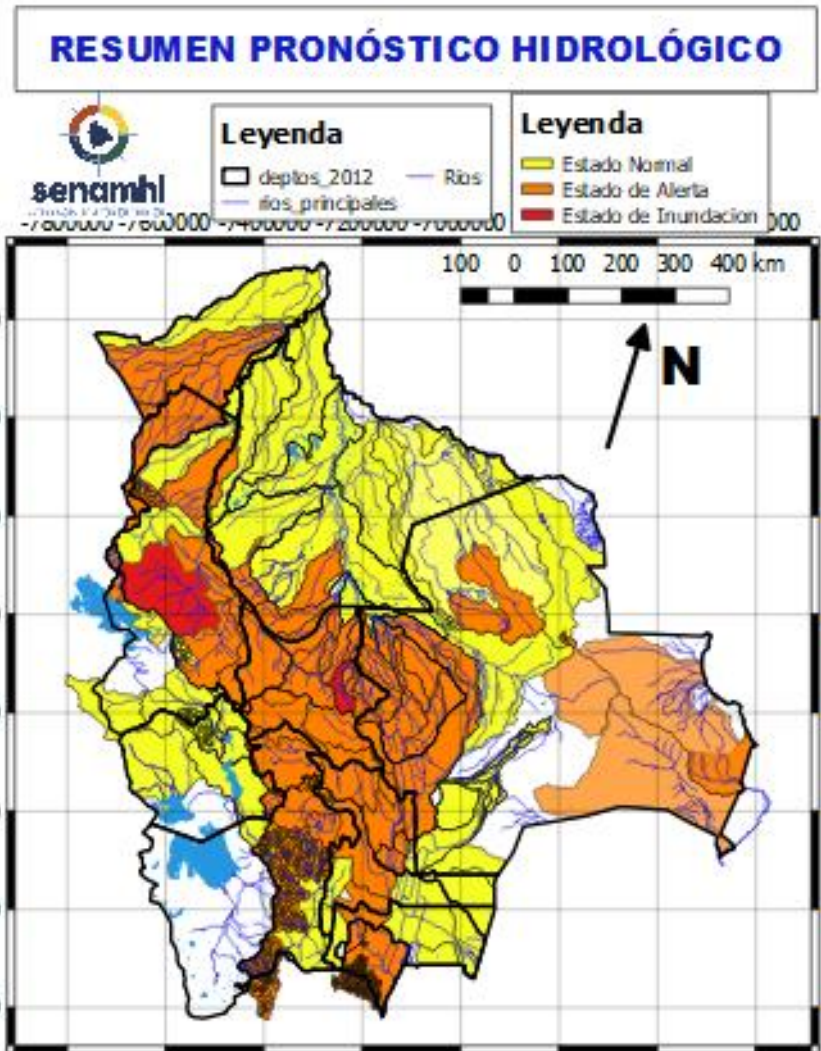 RESUMEN PRONÓSTICO HIDROLÓGICO
senamhi
Leyenda
deptos_2012
Rios
rios_principales
Leyenda
Estado Normal
Estado de Alerta
Estado de Inundacion
-7800000 -7600000 -7400000 -7200000 -7000000
100 0 100 200 300 400 km
N